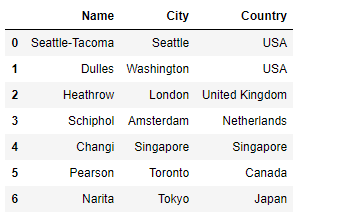 Name City Country
0 Seattle-Tacoma Seattle USA
1 Dulles Washington USA
2 Heathrow London United Kingdom
3 Schiphol Amsterdam Netherlands
4 Changi Singapore Singapore
5 Pearson Toronto Canada
6 Narita Tokyo Japan